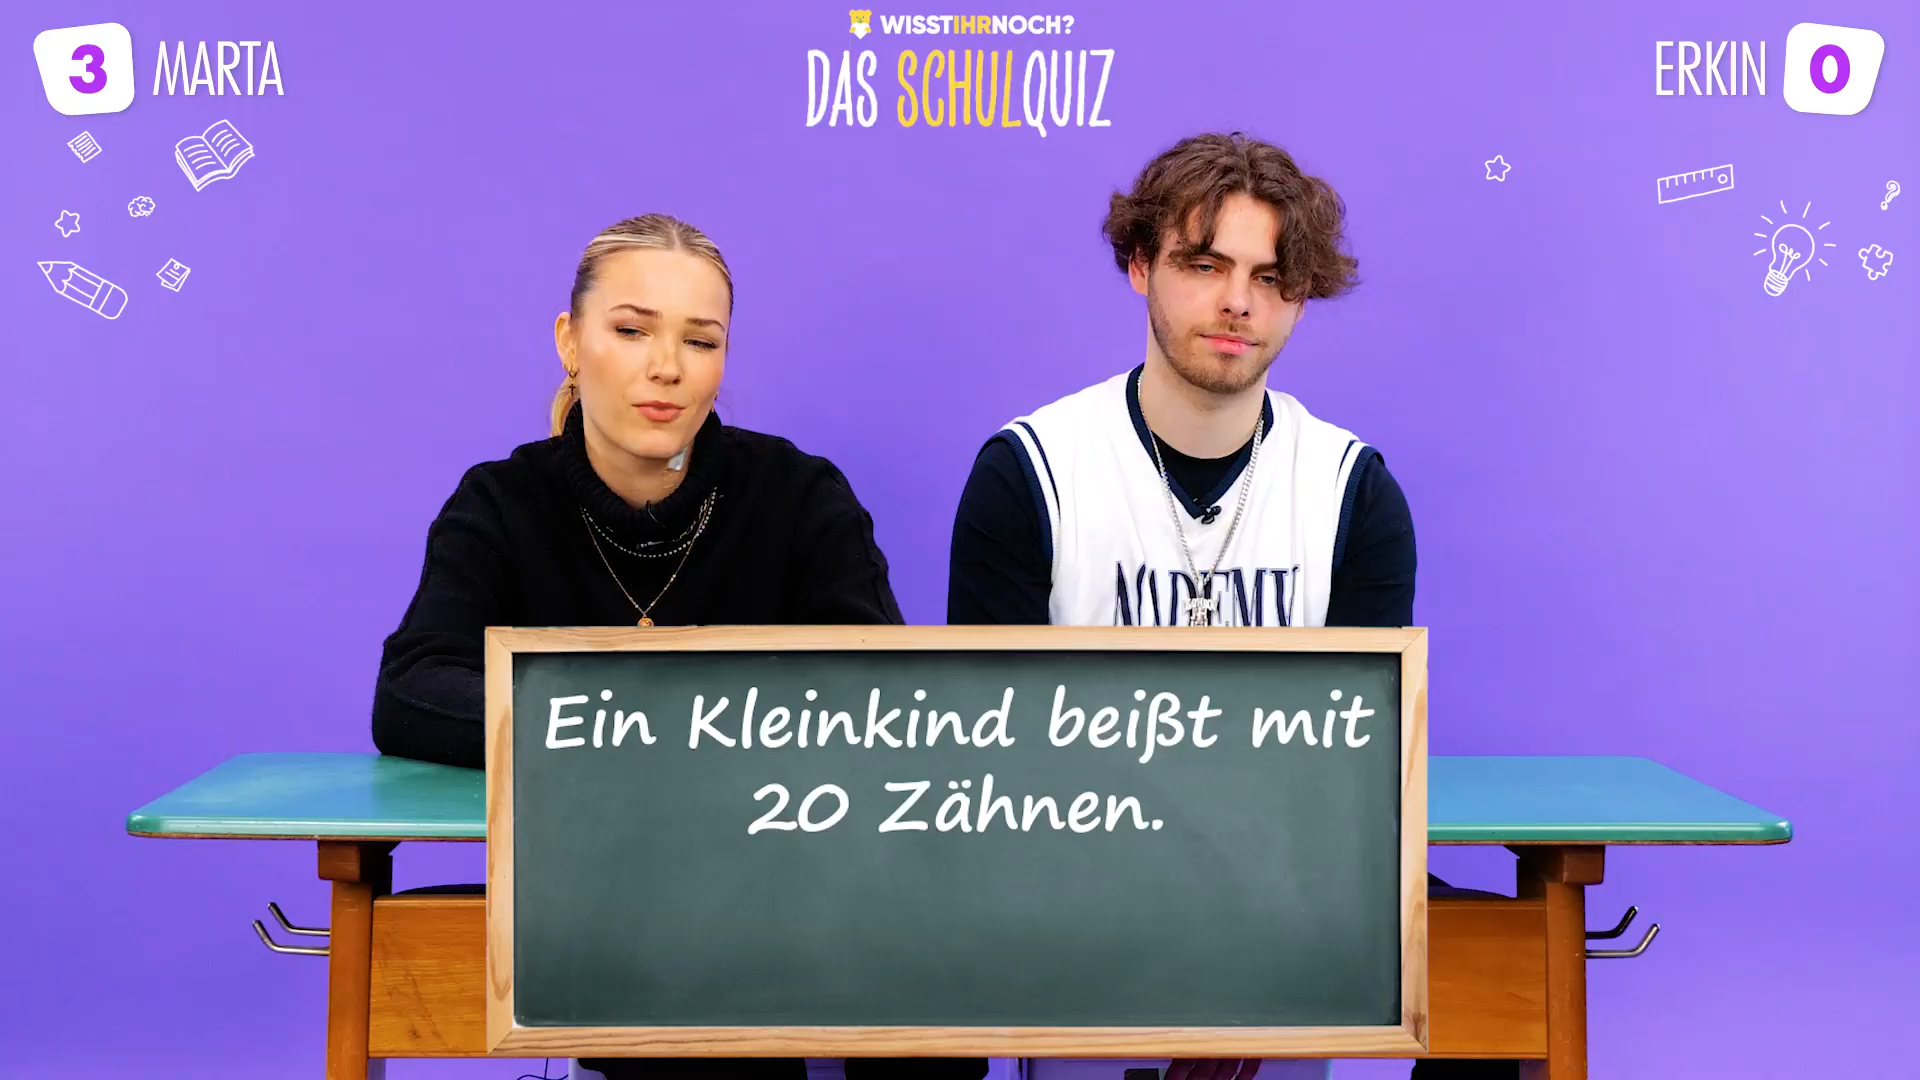 WISSTIHRNOCH?
3 MARTA
DAS SCHULQUIZ
ERKIN 0
Ein Kleinkind beißt mit
20 Zähnen.